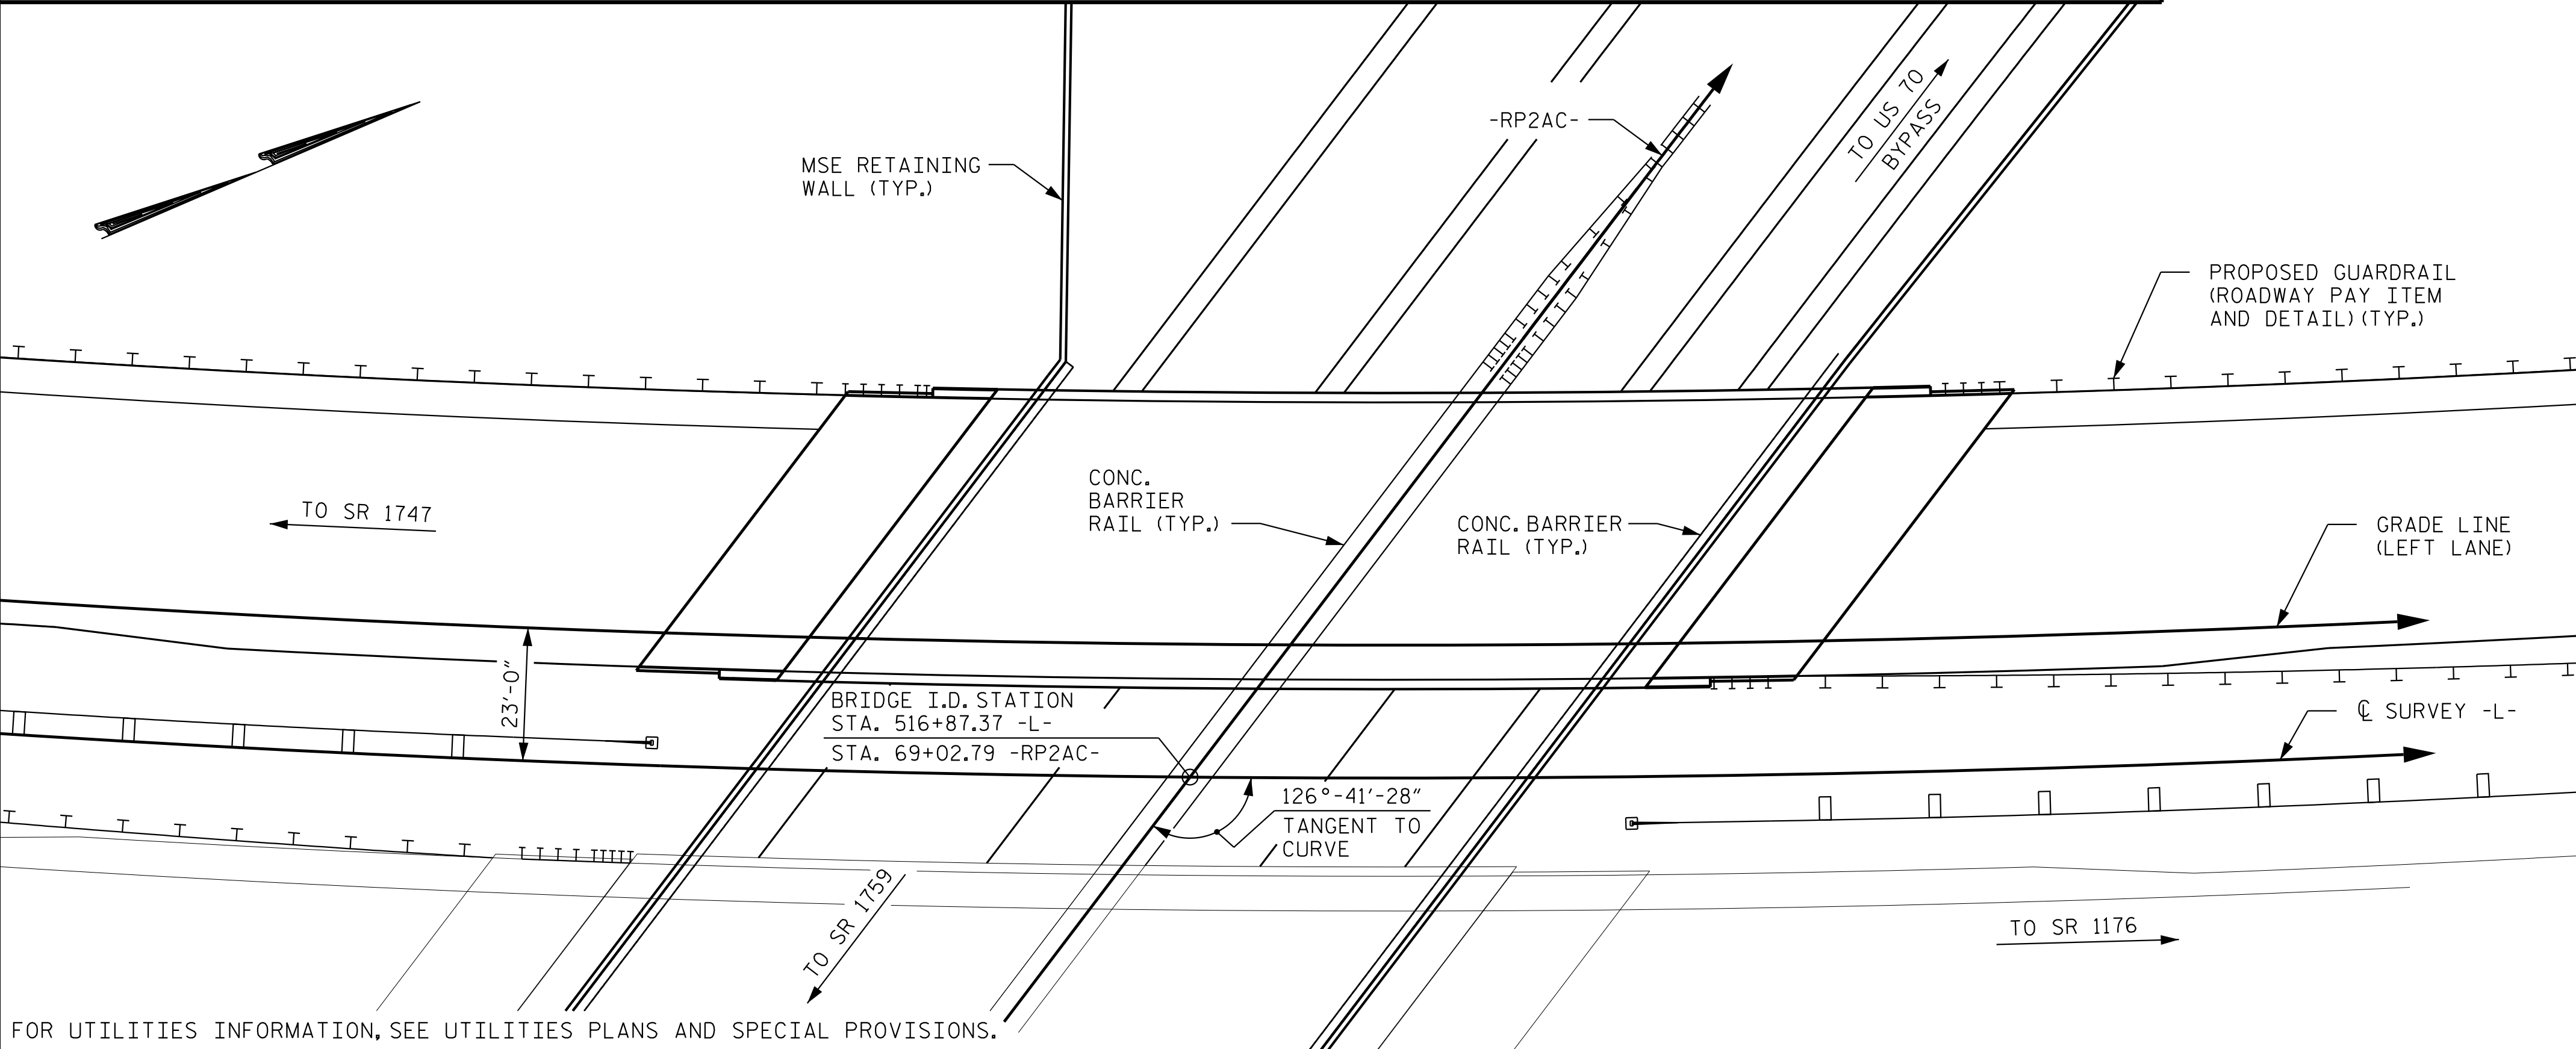 -RP2AC-
TO US 70
BYPASS
MSE RETAINING
WALL (TYP.)
PROPOSED GUARDRAIL
(ROADWAY PAY ITEM
AND DETAIL) (TYP.)
TO SR 1747
CONC.
BARRIER
RAIL (TYP.)
CONC. BARRIER
RAIL (TYP.)
GRADE LINE
(LEFT LANE)
23'-0"
BRIDGE I.D. STATION
STA. 516+87.37 -L-
STA. 69+02.79 -RP2AC-
℄ SURVEY -L-
126°-41'-28"
TANGENT TO
CURVE
TO SR 1759
TO SR 1176
FOR UTILITIES INFORMATION, SEE UTILITIES PLANS AND SPECIAL PROVISIONS.